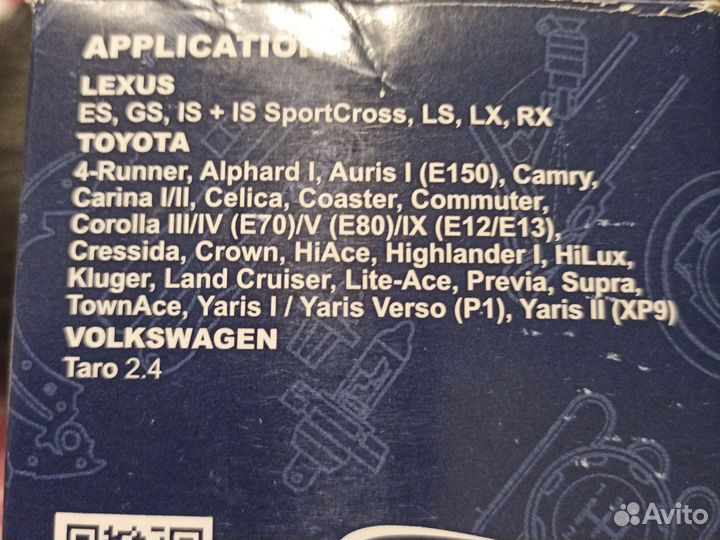 APPLICATION
LEXUS
ES, GS, IS + IS SportCross, LS, LX, RX
TOYOTA
4-Runner, Alphard I, Auris I (E150), Camry,
Carina I/II, Celica, Coaster, Commuter,
Corolla III/IV (E70)/V (E80)/IX (E12/E13),
Cressida, Crown, HiAce, Highlander I, HiLux,
Kluger, Land Cruiser, Lite-Ace, Previa, Supra,
TownAce, Yaris I / Yaris Verso (P1), Yaris II (XP9)
VOLKSWAGEN
Taro 2.4
Avito